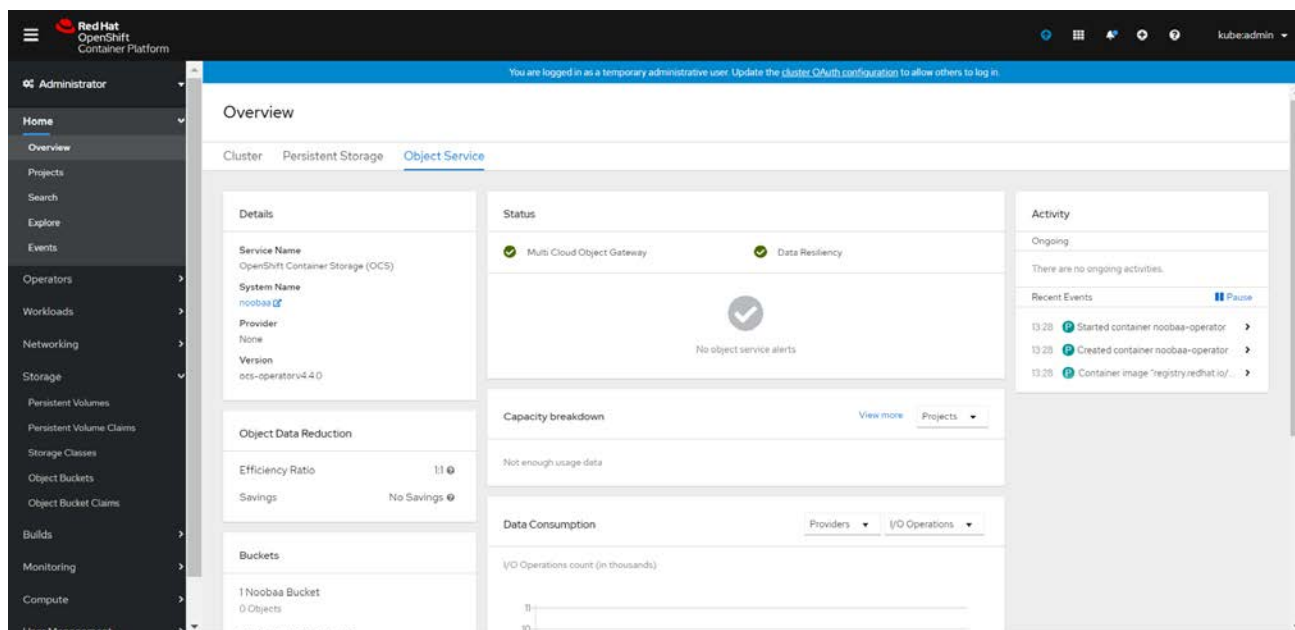 Red Hat
OpenShift
Container Platform
kube:admin
You are logged in as a temporary administrative user. Update the cluster OAuth configuration to allow others to log in.
Administrator
Home
Overview
Projects
Search
Explore
Events
Operators
Workloads
Networking
Storage
Persistent Volumes
Persistent Volume Claims
Storage Classes
Object Buckets
Object Bucket Claims
Builds
Monitoring
Compute
Overview
Cluster Persistent Storage Object Service
Details
Service Name
OpenShift Container Storage (OCS)
System Name
noobaa
Provider
None
Version
ocs-operator.v4.4.0
Object Data Reduction
Efficiency Ratio 1:1
Savings No Savings
Buckets
1 Noobaa Bucket
0 Objects
Status
Multi Cloud Object Gateway Data Resiliency
No object service alerts
Capacity breakdown View more Projects
Not enough usage data
Data Consumption Providers I/O Operations
I/O Operations count (in thousands)
11
10
Activity
Ongoing
There are no ongoing activities.
Recent Events Pause
13:28 P Started container noobaa-operator
13:28 P Created container noobaa-operator
13:28 P Container image "registry.redhat.io/...